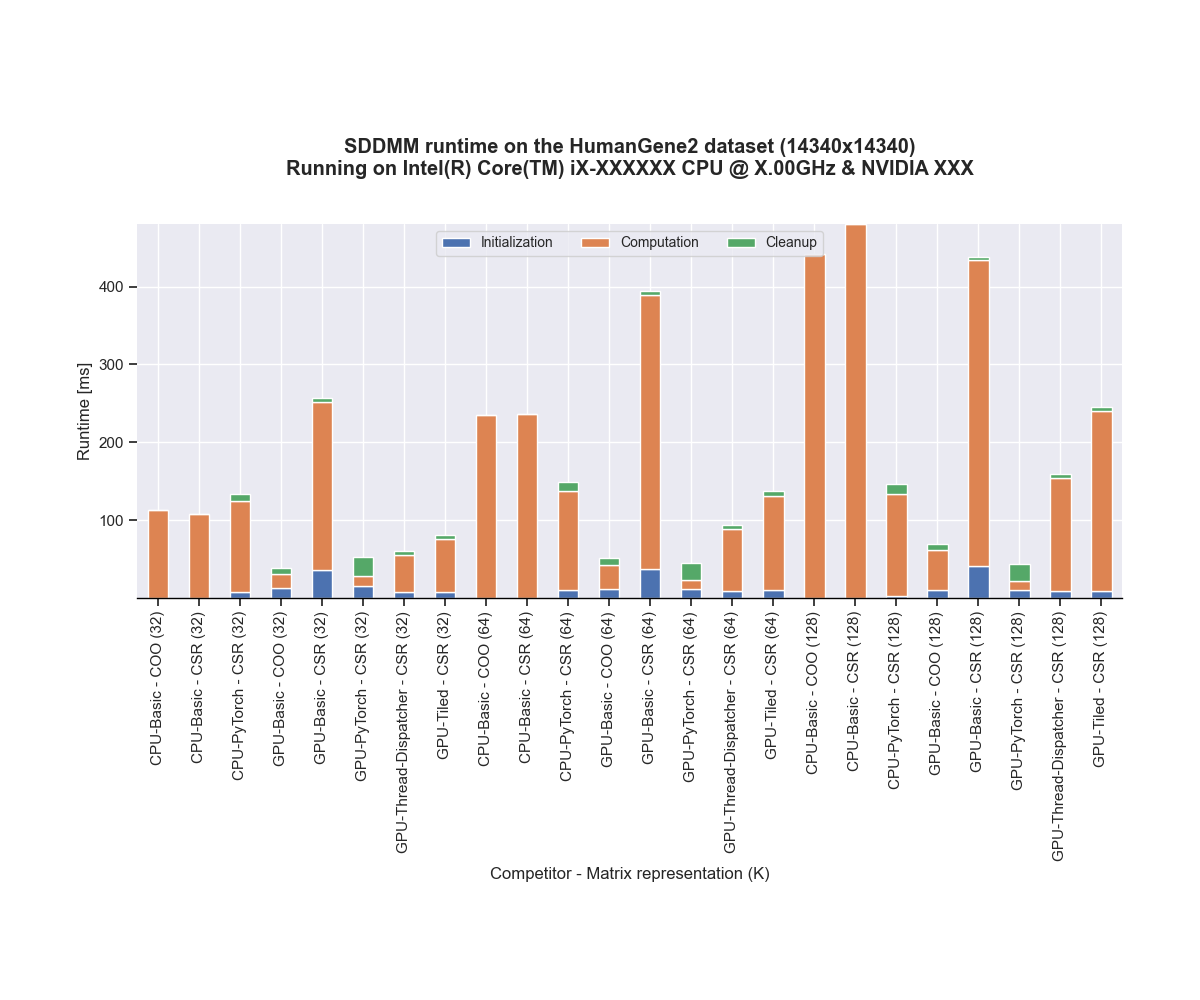 SDDMM runtime on the HumanGene2 dataset (14340x14340)
Running on Intel(R) Core(TM) iX-XXXXXX CPU @ X.00GHz & NVIDIA XXX
Initialization
Computation
Cleanup
Runtime [ms]
400
300
200
100
CPU-Basic - COO (32)
CPU-Basic - CSR (32)
CPU-PyTorch - CSR (32)
GPU-Basic - COO (32)
GPU-Basic - CSR (32)
GPU-PyTorch - CSR (32)
GPU-Thread-Dispatcher - CSR (32)
GPU-Tiled - CSR (32)
CPU-Basic - COO (64)
CPU-Basic - CSR (64)
CPU-PyTorch - CSR (64)
GPU-Basic - COO (64)
GPU-Basic - CSR (64)
GPU-PyTorch - CSR (64)
GPU-Thread-Dispatcher - CSR (64)
GPU-Tiled - CSR (64)
CPU-Basic - COO (128)
CPU-Basic - CSR (128)
CPU-PyTorch - CSR (128)
GPU-Basic - COO (128)
GPU-Basic - CSR (128)
GPU-PyTorch - CSR (128)
GPU-Thread-Dispatcher - CSR (128)
GPU-Tiled - CSR (128)
Competitor - Matrix representation (K)